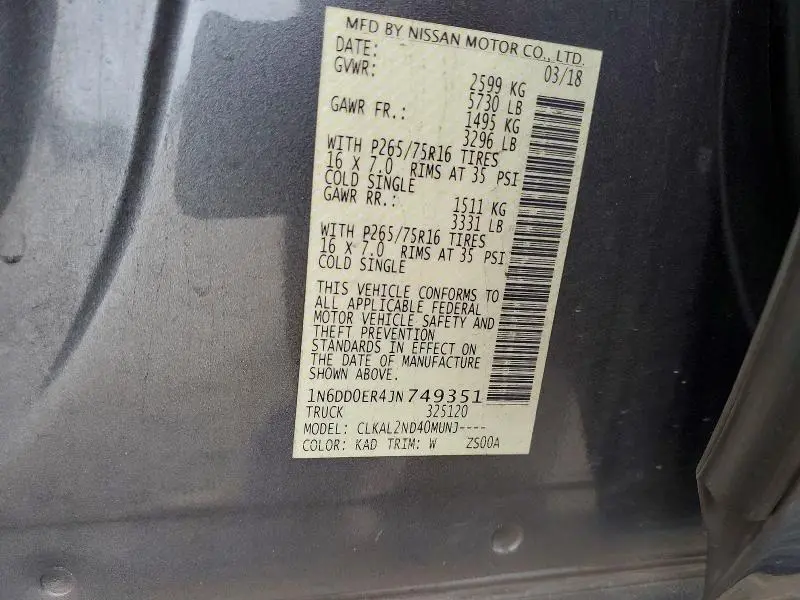 MFD BY NISSAN MOTOR CO., LTD.
DATE: 03/18
GVWR: 2599 KG
5730 LB
GAWR FR.: 1495 KG
3296 LB
WITH P265/75R16 TIRES
16 X 7.0 RIMS AT 35 PSI
COLD SINGLE
GAWR RR.: 1511 KG
3331 LB
WITH P265/75R16 TIRES
16 X 7.0 RIMS AT 35 PSI
COLD SINGLE
THIS VEHICLE CONFORMS TO
ALL APPLICABLE FEDERAL
MOTOR VEHICLE SAFETY AND
THEFT PREVENTION
STANDARDS IN EFFECT ON
THE DATE OF MANUFACTURE
SHOWN ABOVE.
1N6DD0ER4JN749351
TRUCK 325120
MODEL: CLKAL2ND40MUNJ----
COLOR: KAD TRIM: W ZS00A